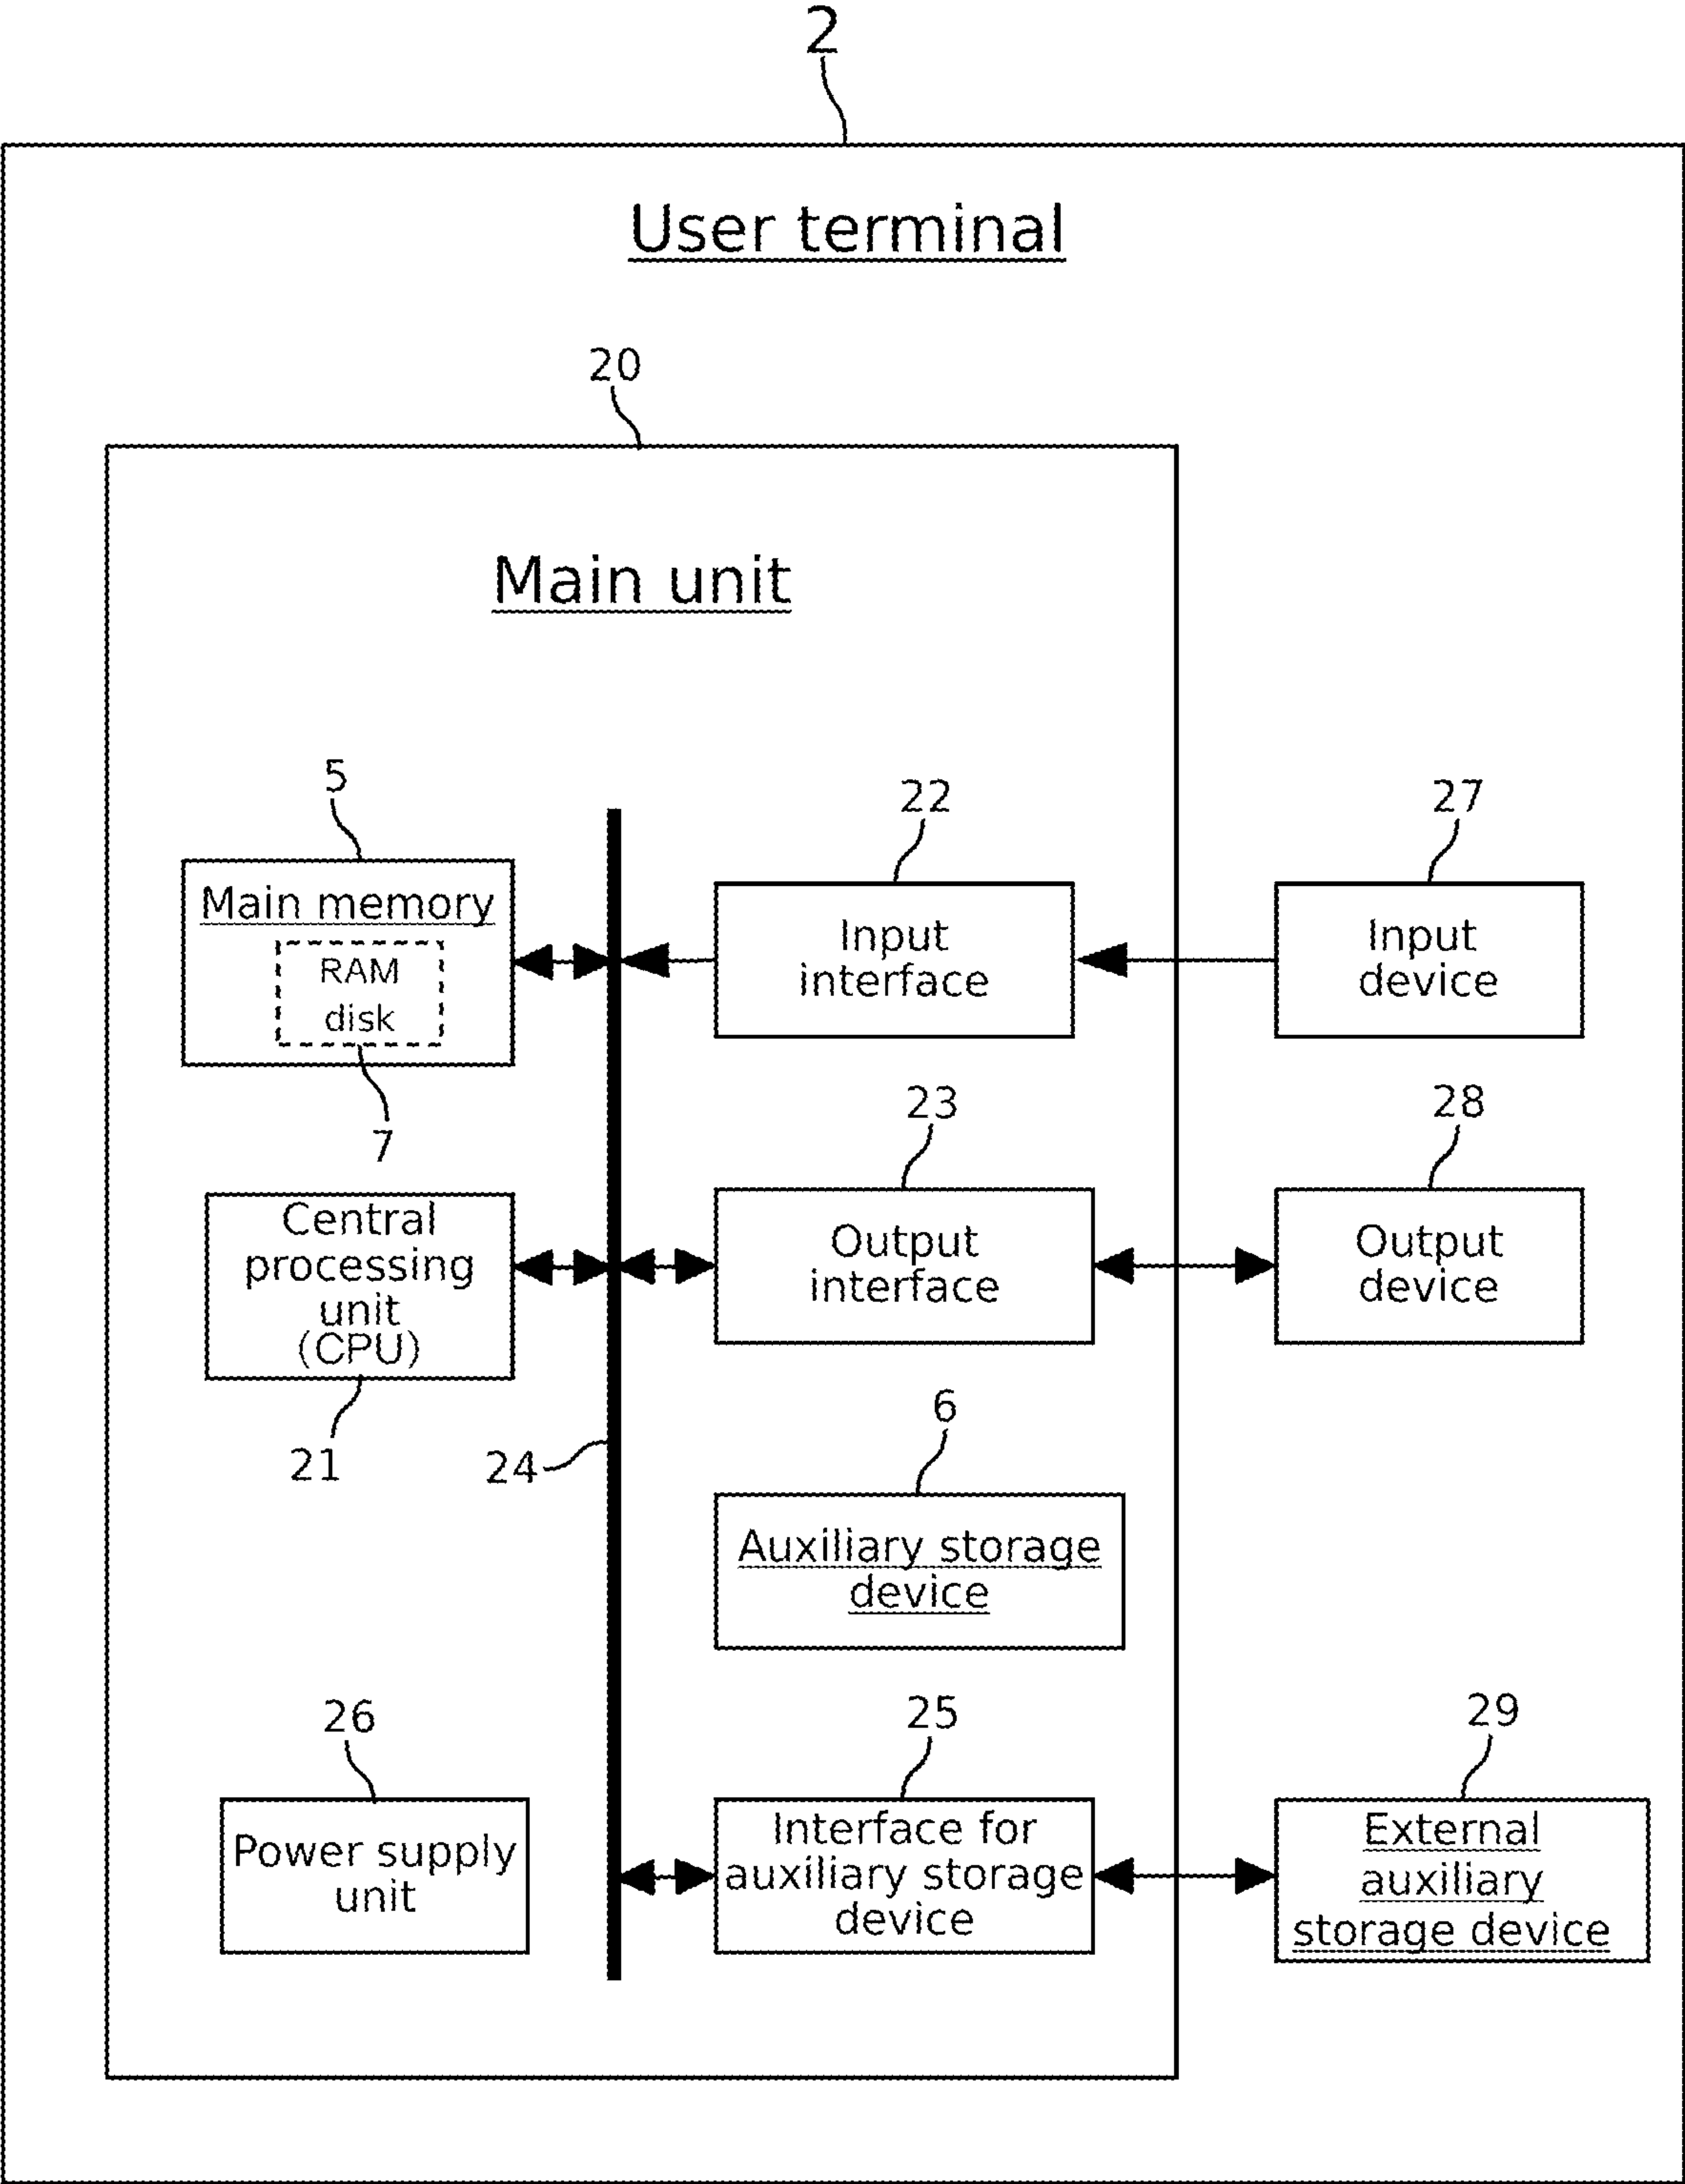 2
User terminal
20
Main unit
5
Main memory
RAM
disk
7
22
Input
interface
27
Input
device
Central
processing
unit
(CPU)
21
24
23
Output
interface
28
Output
device
6
Auxiliary storage
device
26
Power supply
unit
25
Interface for
auxiliary storage
device
29
External
auxiliary
storage device